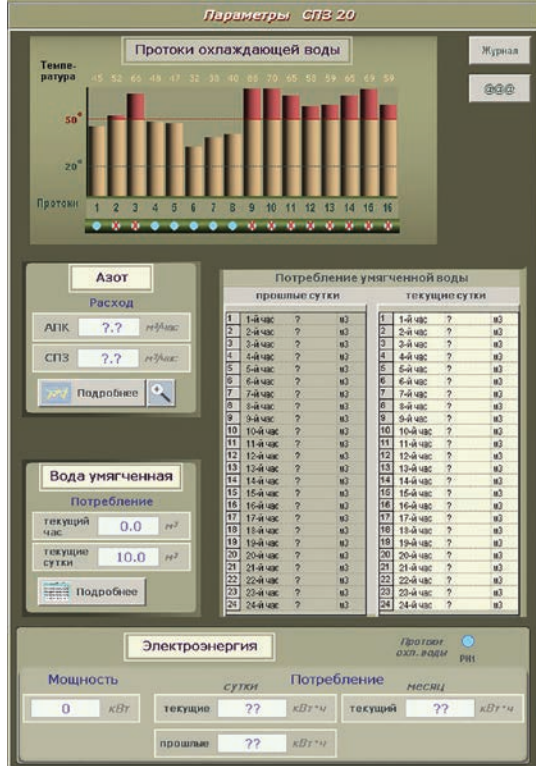 Параметры СПЗ 20
Протоки охлаждающей воды
Журнал
@@@
Темпе-
ратура
45 52 66 48 47 32 38 40 86 70 65 58 59 65 69 59
50°
20°
Протоки 1 2 3 4 5 6 7 8 9 10 11 12 13 14 15 16
Азот
Расход
АПК ?.? м³/час
СПЗ ?.? м³/час
Подробнее
Вода умягченная
Потребление
текущий
час 0.0 м³
текущие
сутки 10.0 м³
Подробнее
Потребление умягченной воды
прошлые сутки текущие сутки
1 1-й час ? м3 1 1-й час ? м3
2 2-й час ? м3 2 2-й час ? м3
3 3-й час ? м3 3 3-й час ? м3
4 4-й час ? м3 4 4-й час ? м3
5 5-й час ? м3 5 5-й час ? м3
6 6-й час ? м3 6 6-й час ? м3
7 7-й час ? м3 7 7-й час ? м3
8 8-й час ? м3 8 8-й час ? м3
9 9-й час ? м3 9 9-й час ? м3
10 10-й час ? м3 10 10-й час ? м3
11 11-й час ? м3 11 11-й час ? м3
12 12-й час ? м3 12 12-й час ? м3
13 13-й час ? м3 13 13-й час ? м3
14 14-й час ? м3 14 14-й час ? м3
15 15-й час ? м3 15 15-й час ? м3
16 16-й час ? м3 16 16-й час ? м3
17 17-й час ? м3 17 17-й час ? м3
18 18-й час ? м3 18 18-й час ? м3
19 19-й час ? м3 19 19-й час ? м3
20 20-й час ? м3 20 20-й час ? м3
21 21-й час ? м3 21 21-й час ? м3
22 22-й час ? м3 22 22-й час ? м3
23 23-й час ? м3 23 23-й час ? м3
24 24-й час ? м3 24 24-й час ? м3
Электроэнергия
Протоки
охл. воды РН1
Мощность
0 кВт
Потребление
сутки месяц
текущие ?? кВт*ч текущий ?? кВт*ч
прошлые ?? кВт*ч